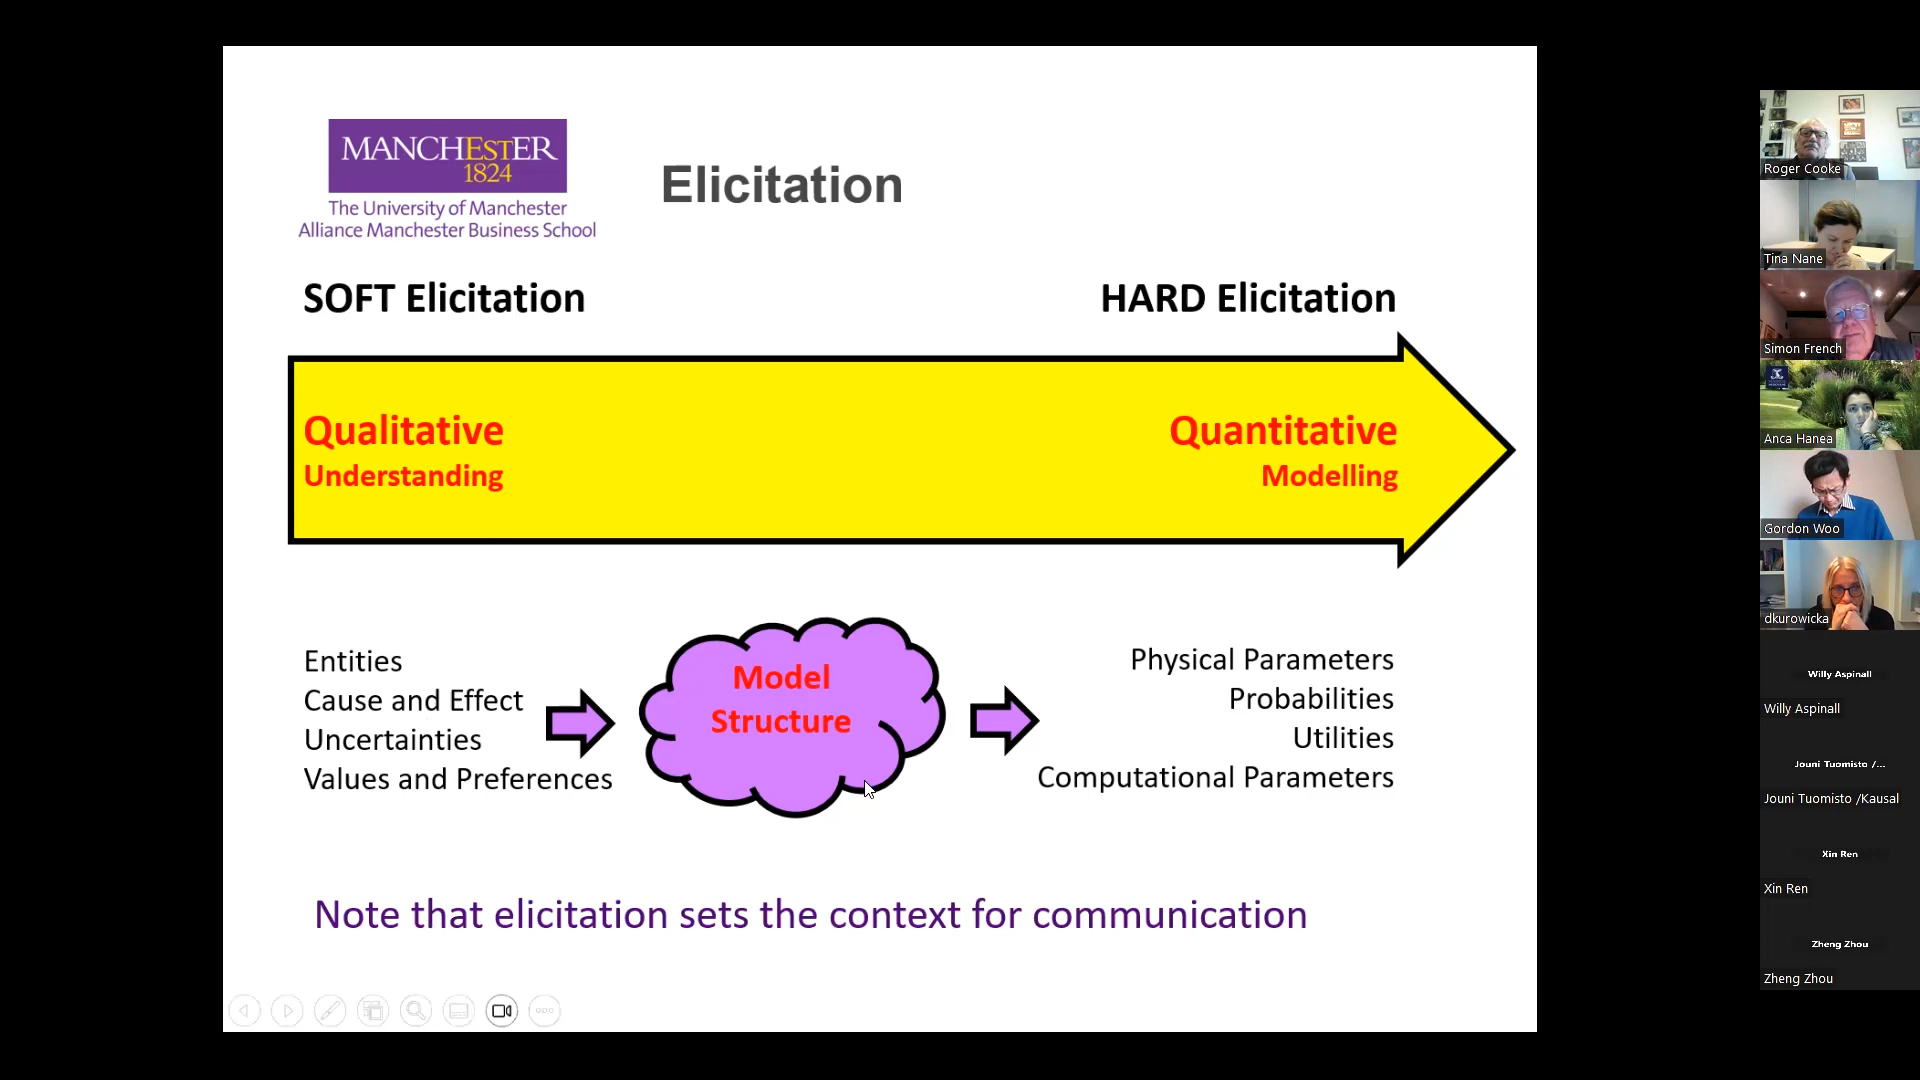 MANCHESTER
1824
The University of Manchester
Alliance Manchester Business School
Elicitation
SOFT Elicitation
HARD Elicitation
Qualitative
Understanding
Quantitative
Modelling
Entities
Cause and Effect
Uncertainties
Values and Preferences
Model
Structure
Physical Parameters
Probabilities
Utilities
Computational Parameters
Note that elicitation sets the context for communication
Roger Cooke
Tina Nane
Simon French
Anca Hanea
Gordon Woo
dkurowicka
Willy Aspinall
Willy Aspinall
Jouni Tuomisto /...
Jouni Tuomisto /Kausal
Xin Ren
Xin Ren
Zheng Zhou
Zheng Zhou